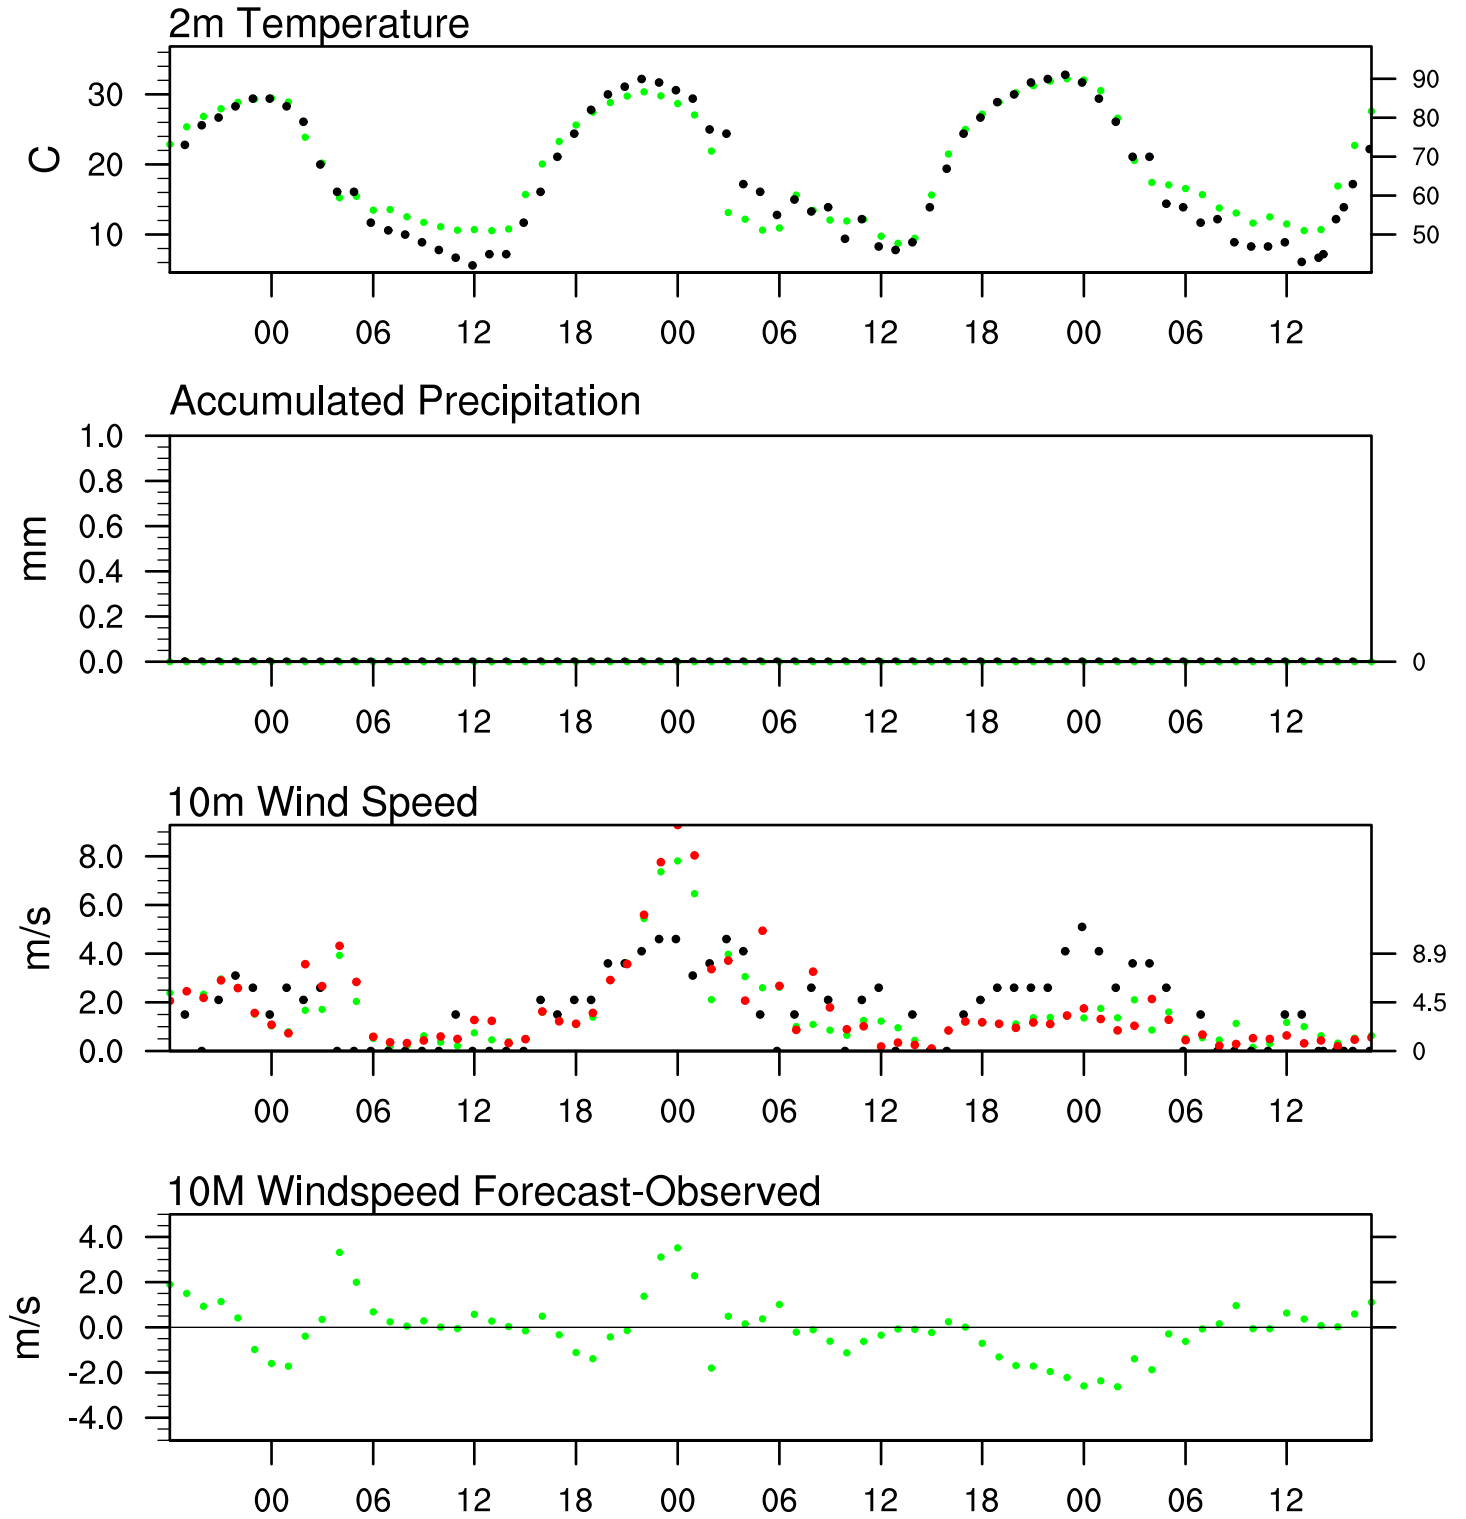 2m Temperature
30
20
10
C
90
80
70
60
50
00 06 12 18 00 06 12 18 00 06 12
Accumulated Precipitation
1.0
0.8
0.6
0.4
0.2
0.0
mm
0
00 06 12 18 00 06 12 18 00 06 12
10m Wind Speed
8.0
6.0
4.0
2.0
0.0
m/s
8.9
4.5
0
00 06 12 18 00 06 12 18 00 06 12
10M Windspeed Forecast-Observed
4.0
2.0
0.0
-2.0
-4.0
m/s
00 06 12 18 00 06 12 18 00 06 12